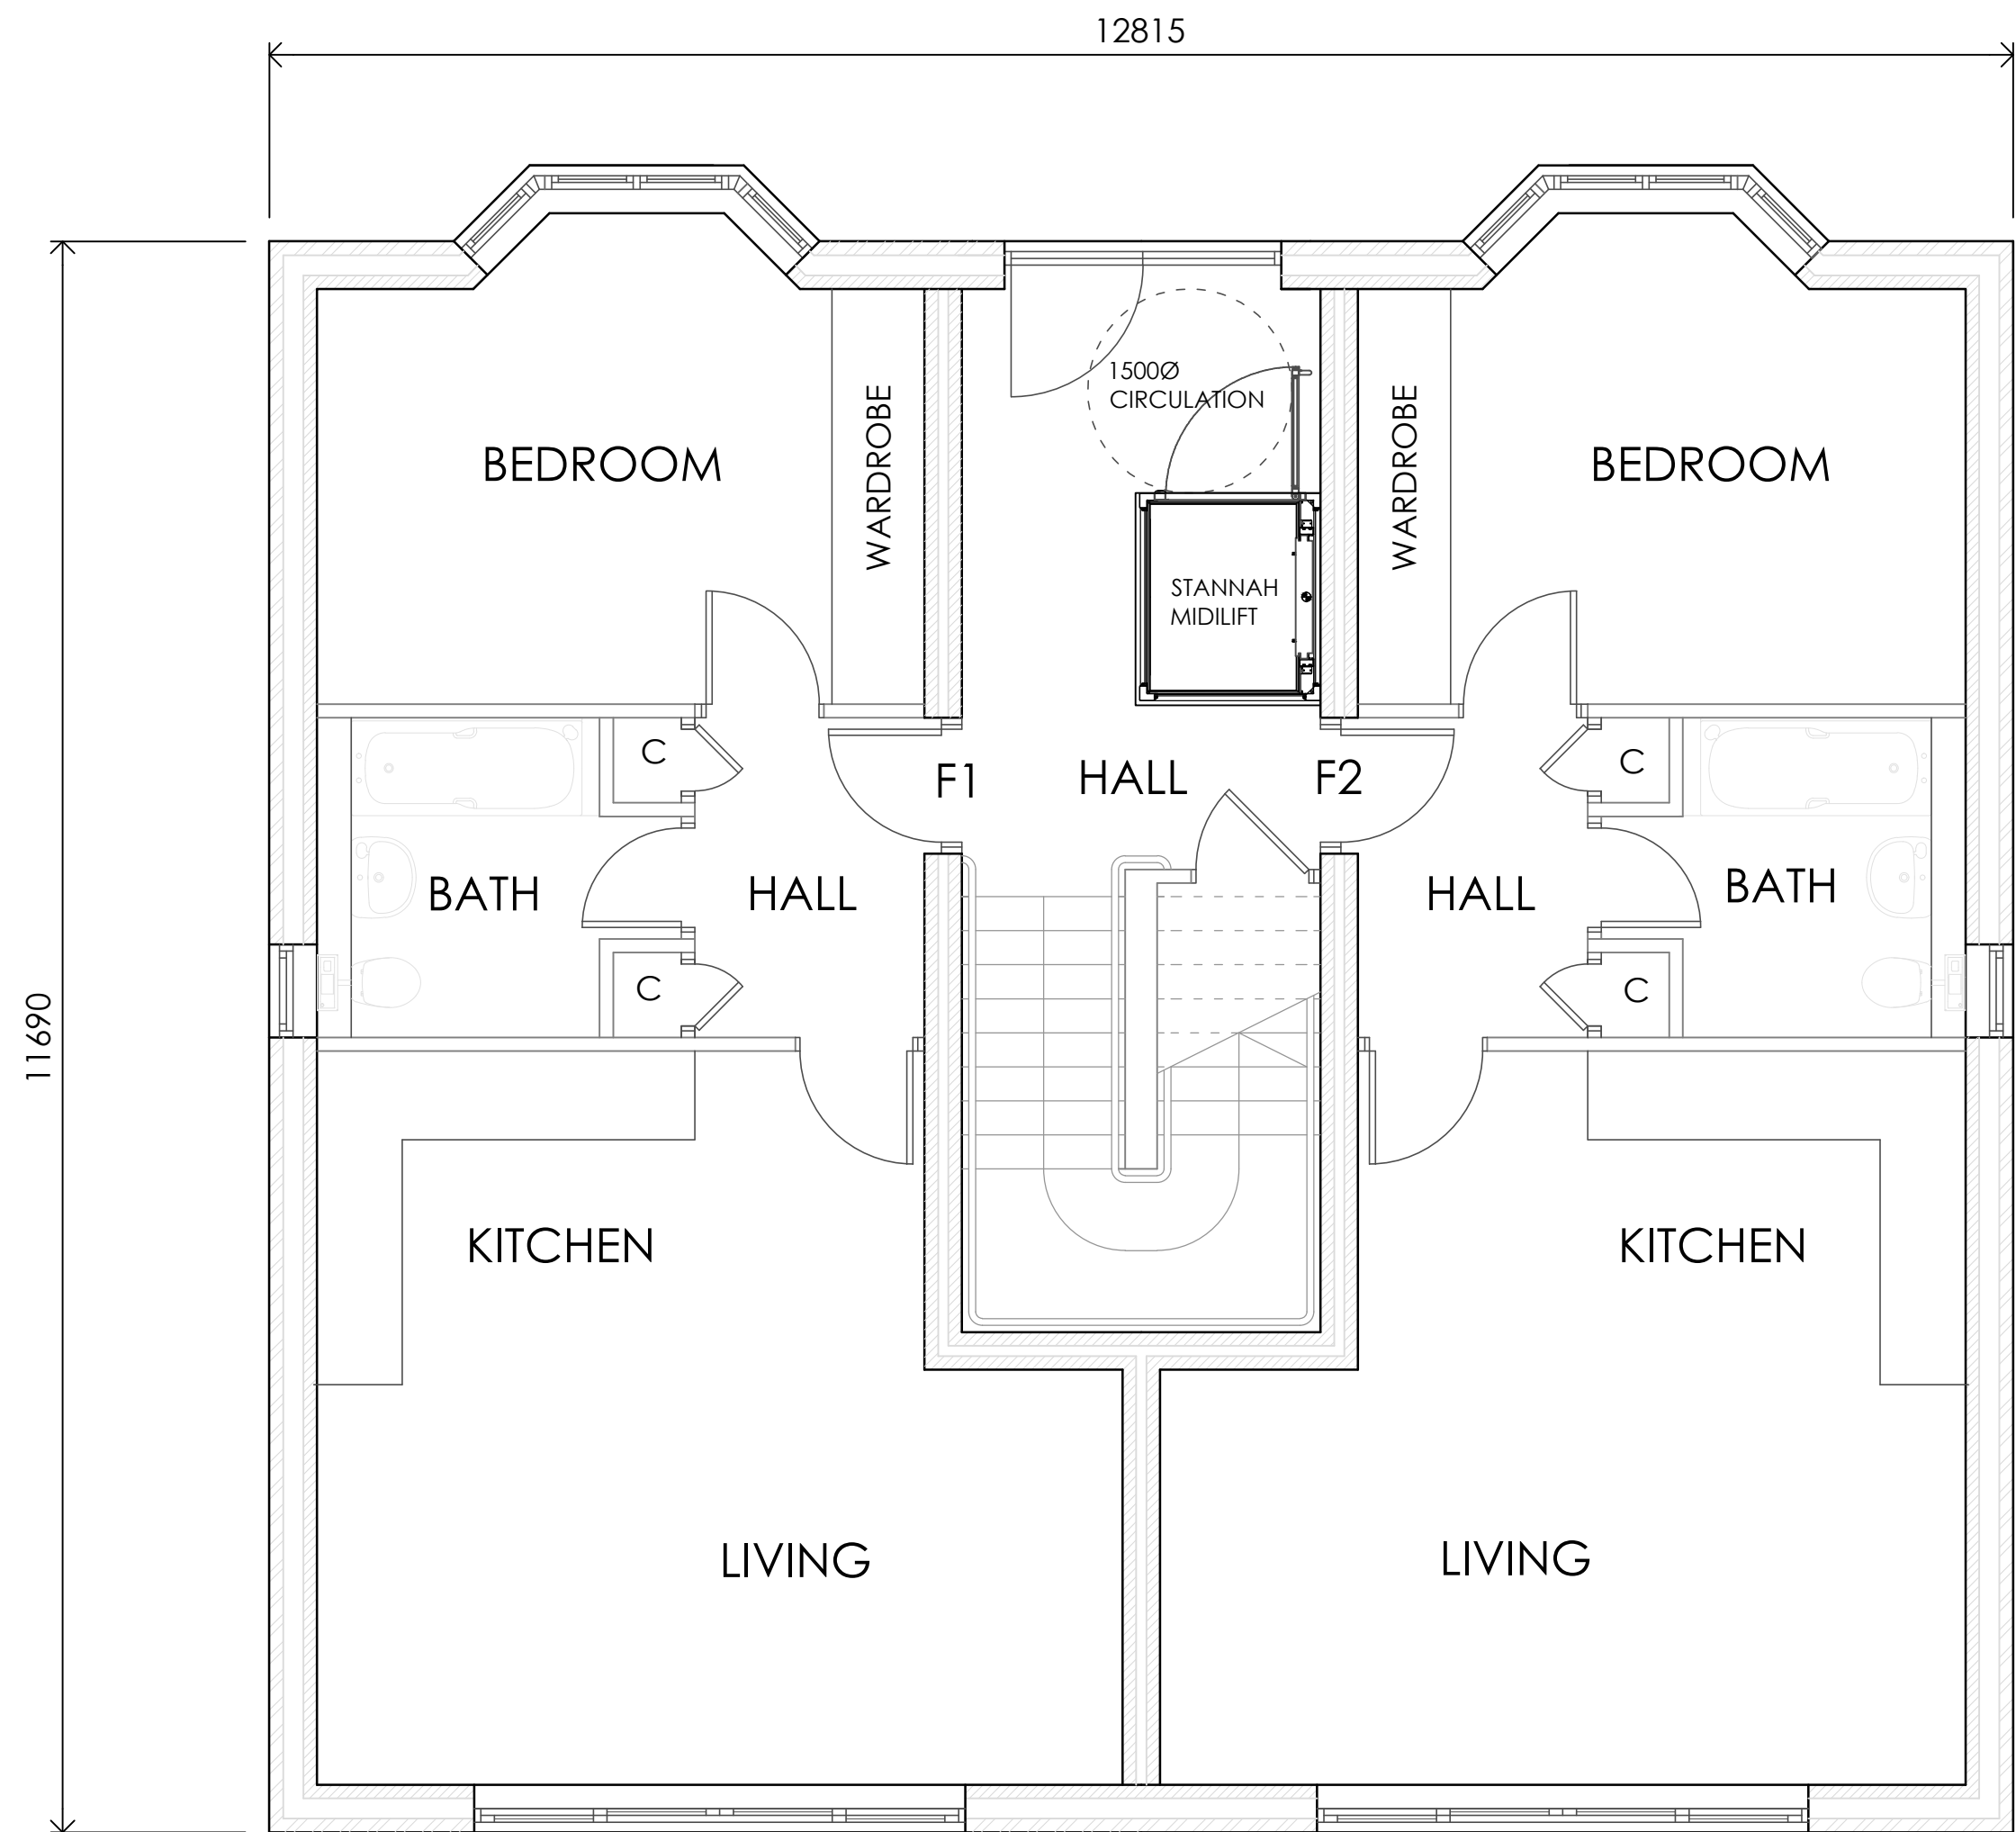 12815
1500Ø
CIRCULATION
BEDROOM
WARDROBE
WARDROBE
BEDROOM
STANNAH
MIDILIFT
C
F1
HALL
F2
C
BATH
HALL
HALL
BATH
C
C
11690
KITCHEN
KITCHEN
LIVING
LIVING